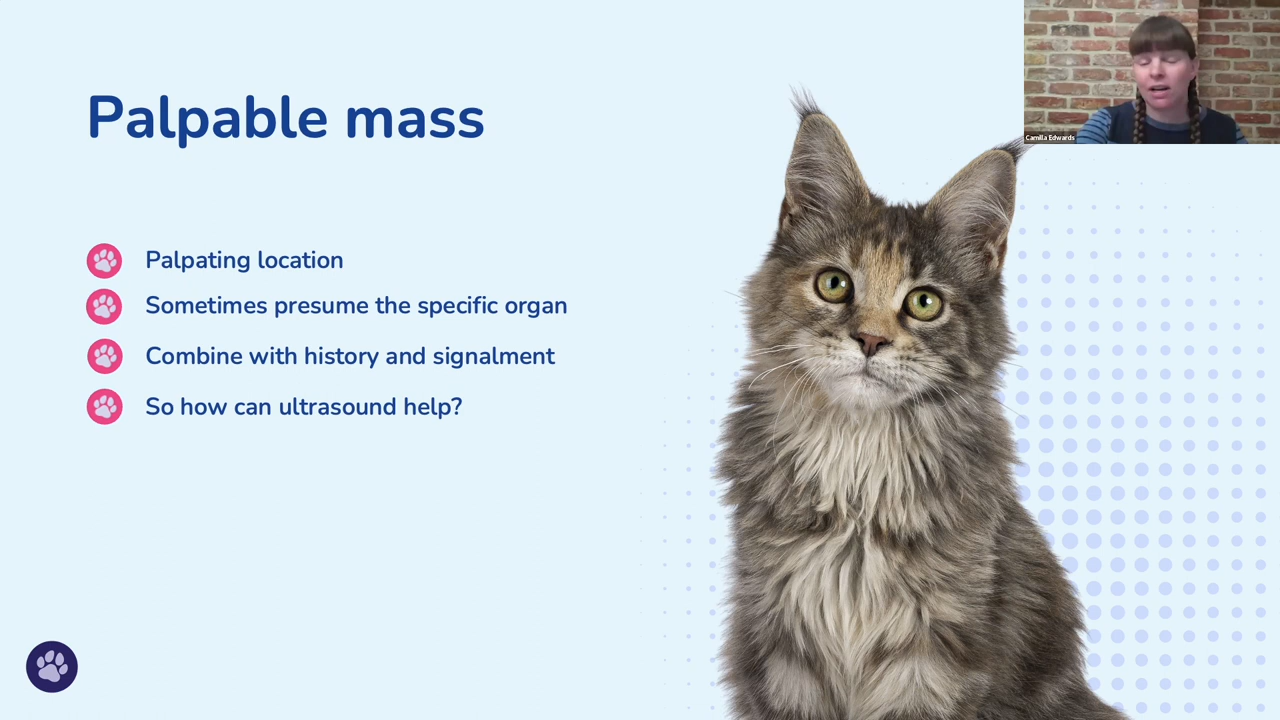 Palpable mass
Palpating location
Sometimes presume the specific organ
Combine with history and signalment
So how can ultrasound help?
Camilla Edwards